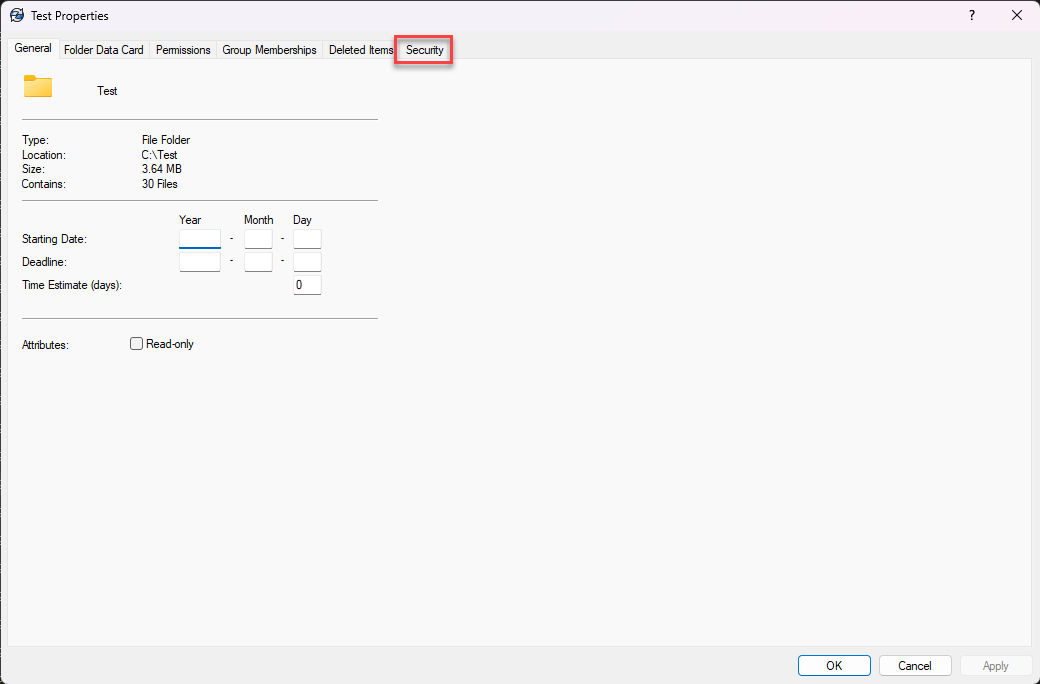 Test Properties
?
General Folder Data Card Permissions Group Memberships Deleted Items Security
Test
Type: File Folder
Location: C:\Test
Size: 3.64 MB
Contains: 30 Files
Year Month Day
Starting Date: - -
Deadline: - -
Time Estimate (days): 0
Attributes: Read-only
OK Cancel Apply